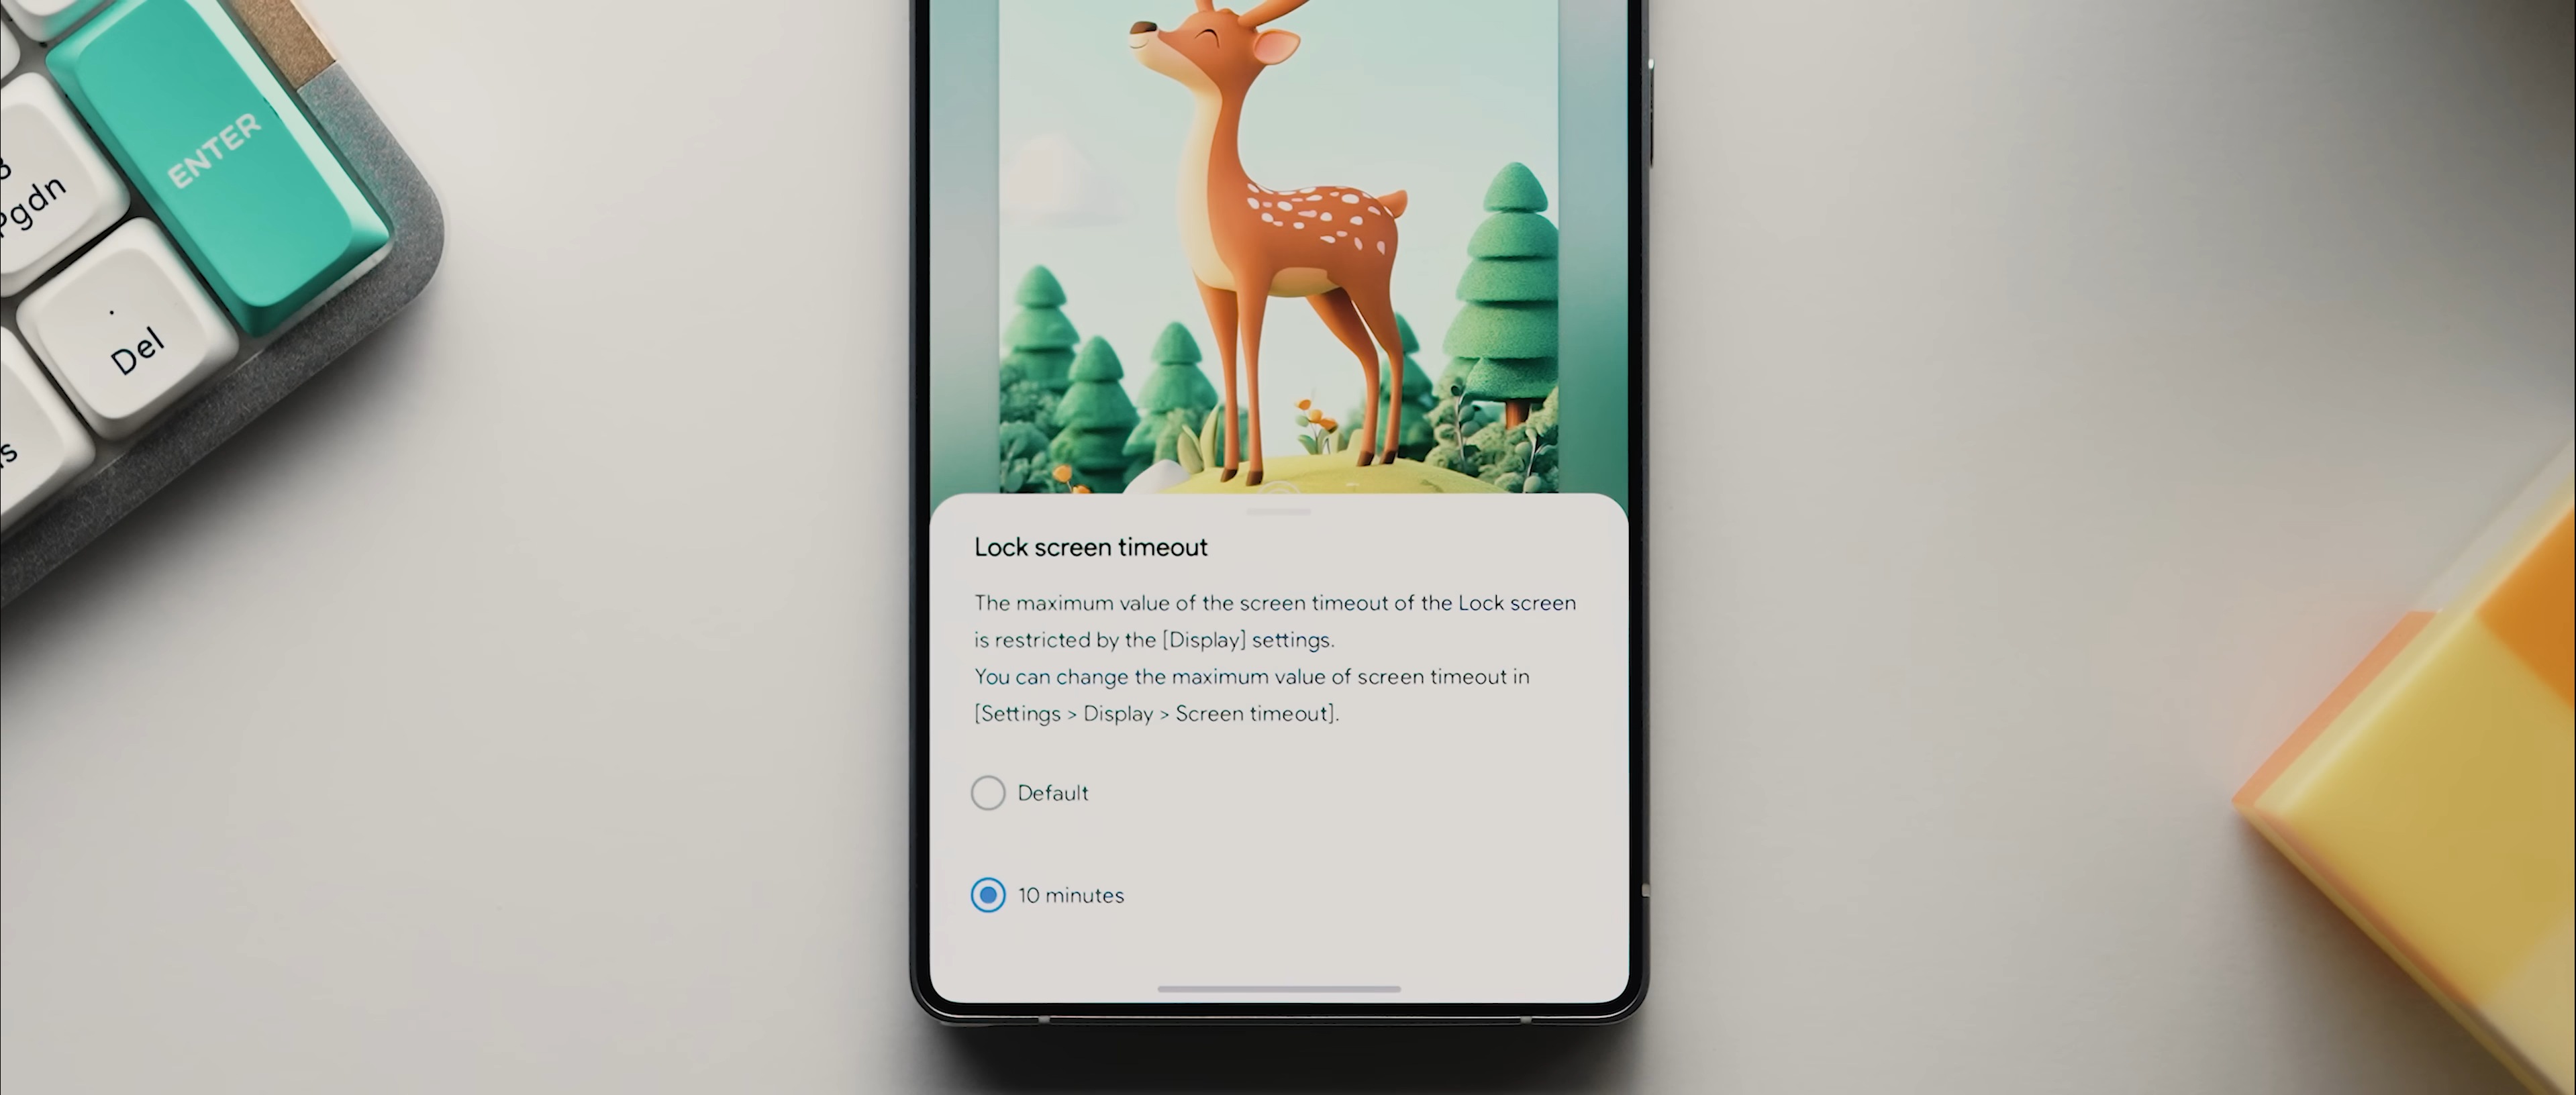 ENTER
Pgdn
.
Del
Lock screen timeout
The maximum value of the screen timeout of the Lock screen
is restricted by the [Display] settings.
You can change the maximum value of screen timeout in
[Settings > Display > Screen timeout].
Default
10 minutes